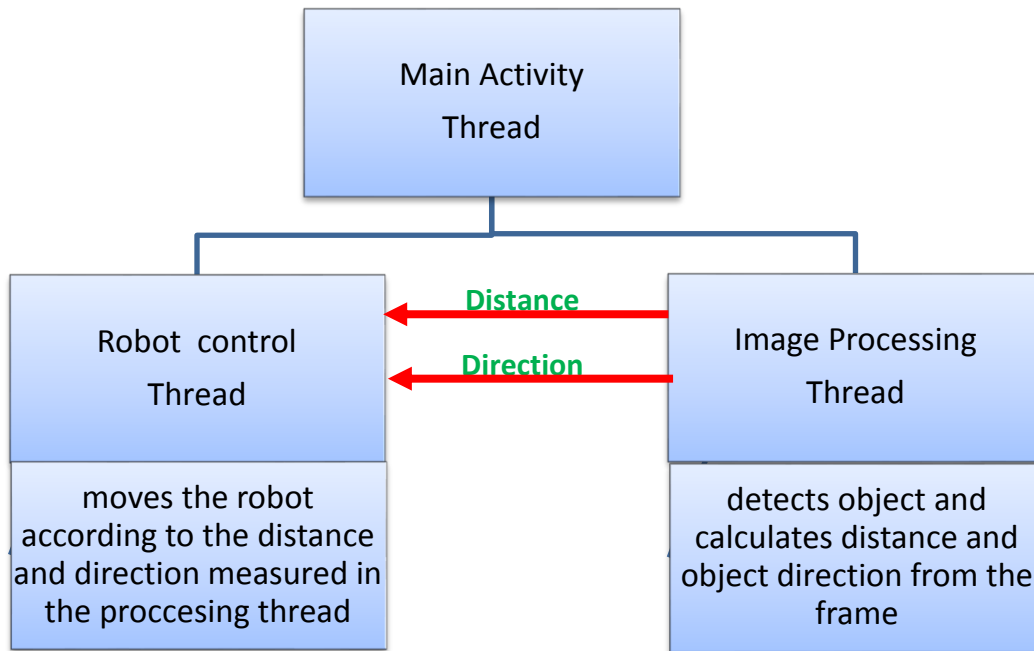 Main Activity
Thread
Distance
Robot control
Thread
Direction
Image Processing
Thread
moves the robot
according to the distance
and direction measured in
the proccesing thread
detects object and
calculates distance and
object direction from the
frame